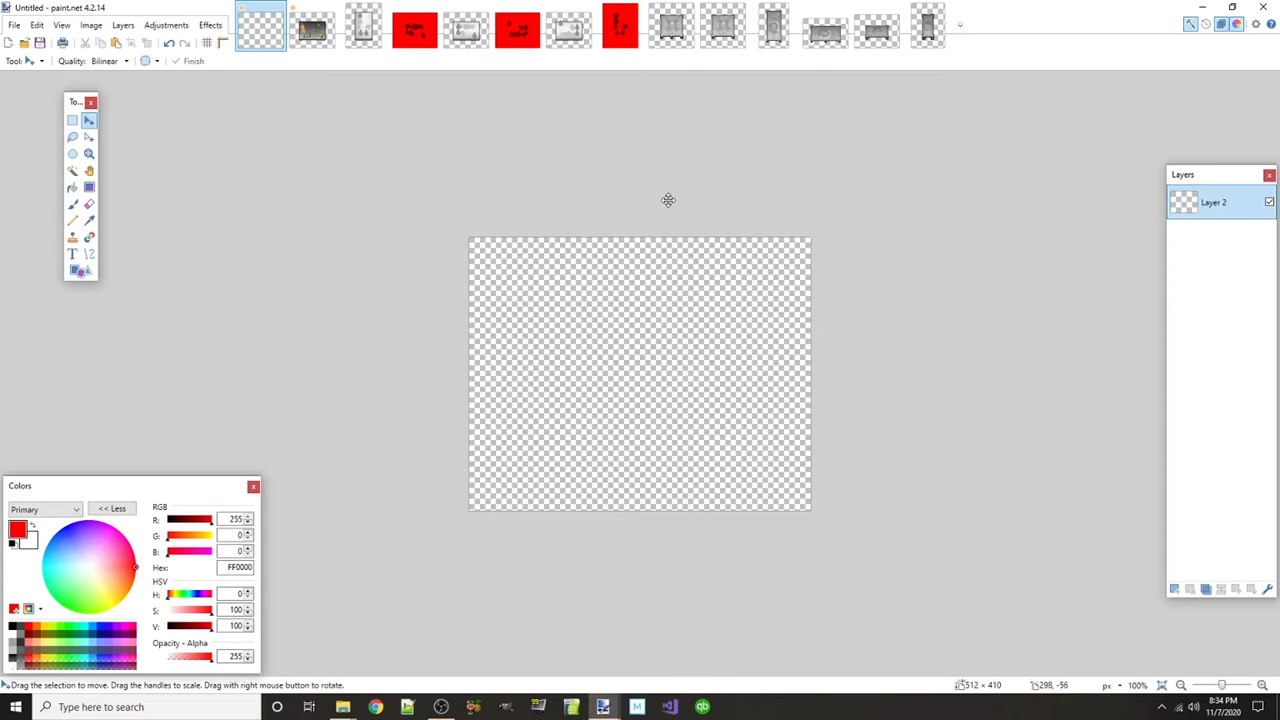 Untitled - paint.net 4.2.14
File Edit View Image Layers Adjustments Effects
Tool: Quality: Bilinear Finish
To...
Layers
Layer 2
Colors
Primary << Less
RGB
R: 255
G: 0
B: 0
Hex: FF0000
HSV
H: 0
S: 100
V: 100
Opacity - Alpha
255
Drag the selection to move. Drag the handles to scale. Drag with right mouse button to rotate. 512 × 410 298, -56 px 100%
Type here to search
8:34 PM
11/7/2020